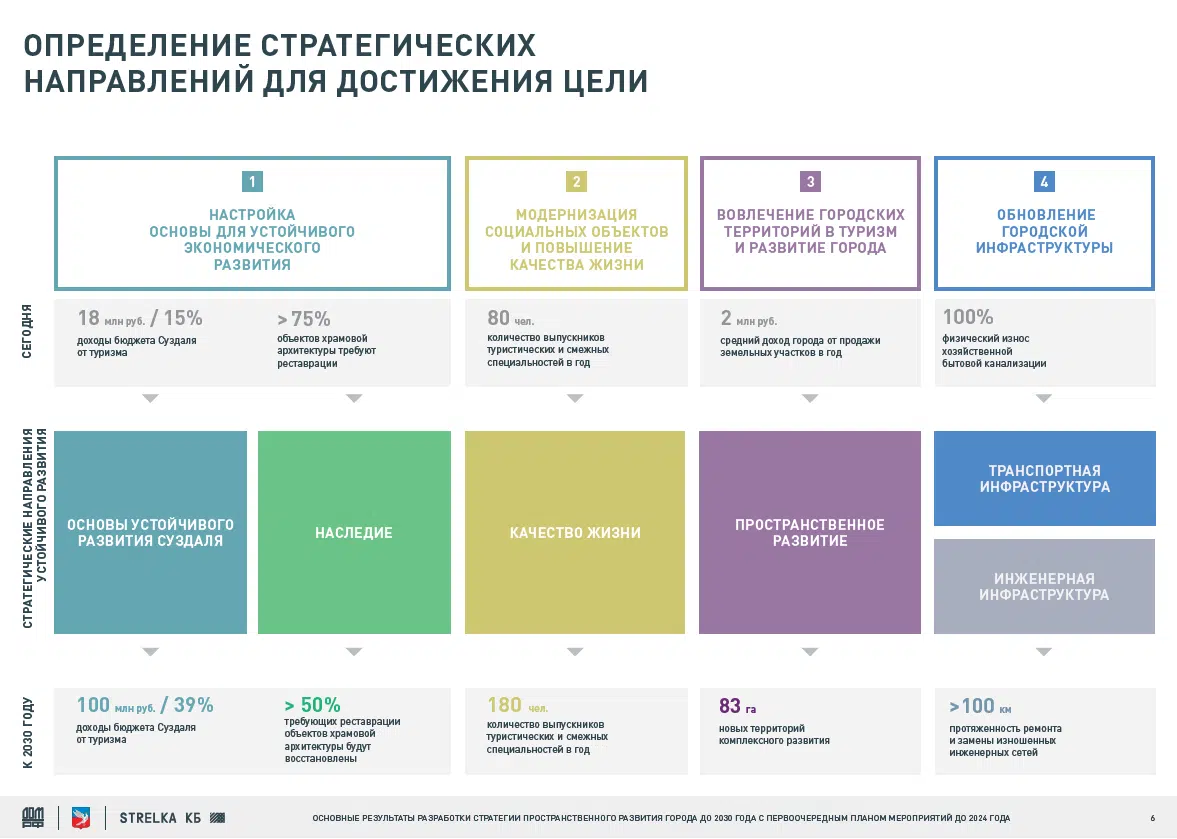 ОПРЕДЕЛЕНИЕ СТРАТЕГИЧЕСКИХ
НАПРАВЛЕНИЙ ДЛЯ ДОСТИЖЕНИЯ ЦЕЛИ
1
НАСТРОЙКА
ОСНОВЫ ДЛЯ УСТОЙЧИВОГО
ЭКОНОМИЧЕСКОГО
РАЗВИТИЯ
2
МОДЕРНИЗАЦИЯ
СОЦИАЛЬНЫХ ОБЪЕКТОВ
И ПОВЫШЕНИЕ
КАЧЕСТВА ЖИЗНИ
3
ВОВЛЕЧЕНИЕ ГОРОДСКИХ
ТЕРРИТОРИЙ В ТУРИЗМ
И РАЗВИТИЕ ГОРОДА
4
ОБНОВЛЕНИЕ
ГОРОДСКОЙ
ИНФРАСТРУКТУРЫ
СЕГОДНЯ
18 млн руб. / 15%
доходы бюджета Суздаля
от туризма
> 75%
объектов храмовой
архитектуры требуют
реставрации
80 чел.
количество выпускников
туристических и смежных
специальностей в год
2 млн руб.
средний доход города от продажи
земельных участков в год
100%
физический износ
хозяйственной
бытовой канализации
СТРАТЕГИЧЕСКИЕ НАПРАВЛЕНИЯ
УСТОЙЧИВОГО РАЗВИТИЯ
ОСНОВЫ УСТОЙЧИВОГО
РАЗВИТИЯ СУЗДАЛЯ
НАСЛЕДИЕ
КАЧЕСТВО ЖИЗНИ
ПРОСТРАНСТВЕННОЕ
РАЗВИТИЕ
ТРАНСПОРТНАЯ
ИНФРАСТРУКТУРА
ИНЖЕНЕРНАЯ
ИНФРАСТРУКТУРА
К 2030 ГОДУ
100 млн руб. / 39%
доходы бюджета Суздаля
от туризма
> 50%
требующих реставрации
объектов храмовой
архитектуры будут
восстановлены
180 чел.
количество выпускников
туристических и смежных
специальностей в год
83 га
новых территорий
комплексного развития
>100 км
протяженность ремонта
и замены изношенных
инженерных сетей
ДОМ
РФ
STRELKA КБ
ОСНОВНЫЕ РЕЗУЛЬТАТЫ РАЗРАБОТКИ СТРАТЕГИИ ПРОСТРАНСТВЕННОГО РАЗВИТИЯ ГОРОДА ДО 2030 ГОДА С ПЕРВООЧЕРЕДНЫМ ПЛАНОМ МЕРОПРИЯТИЙ ДО 2024 ГОДА
6